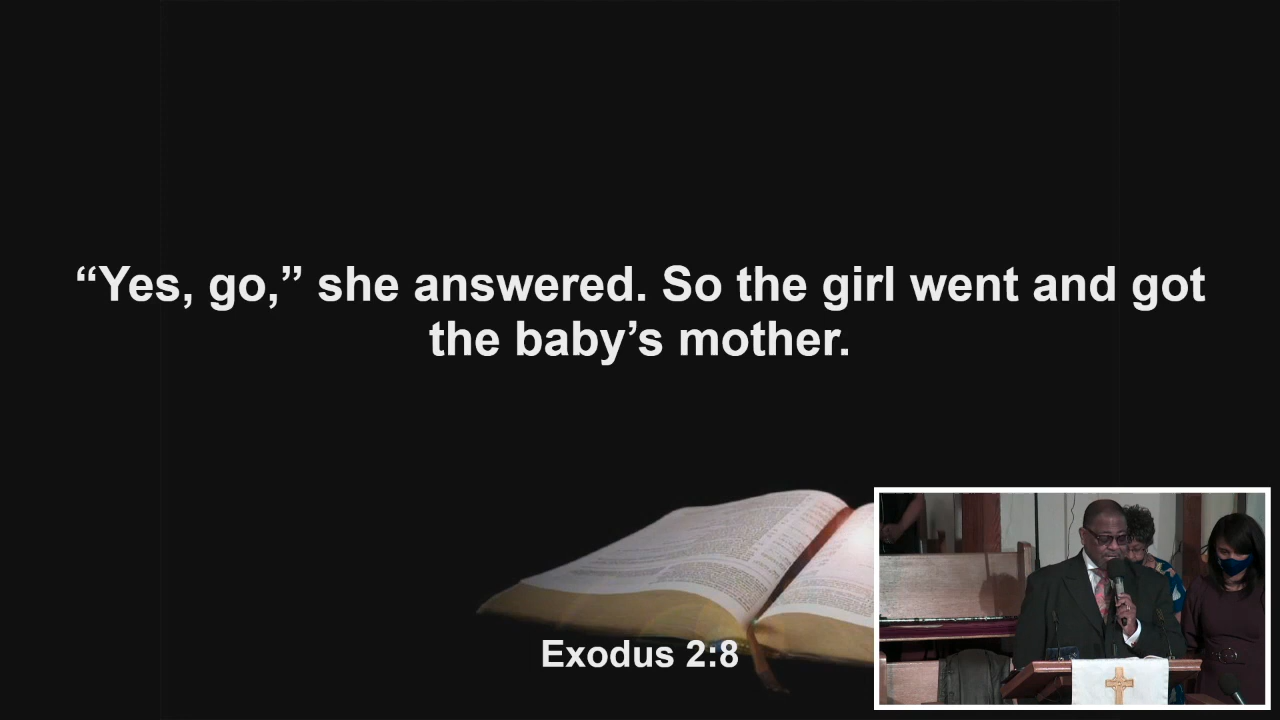 “Yes, go,” she answered. So the girl went and got
the baby’s mother.
Exodus 2:8